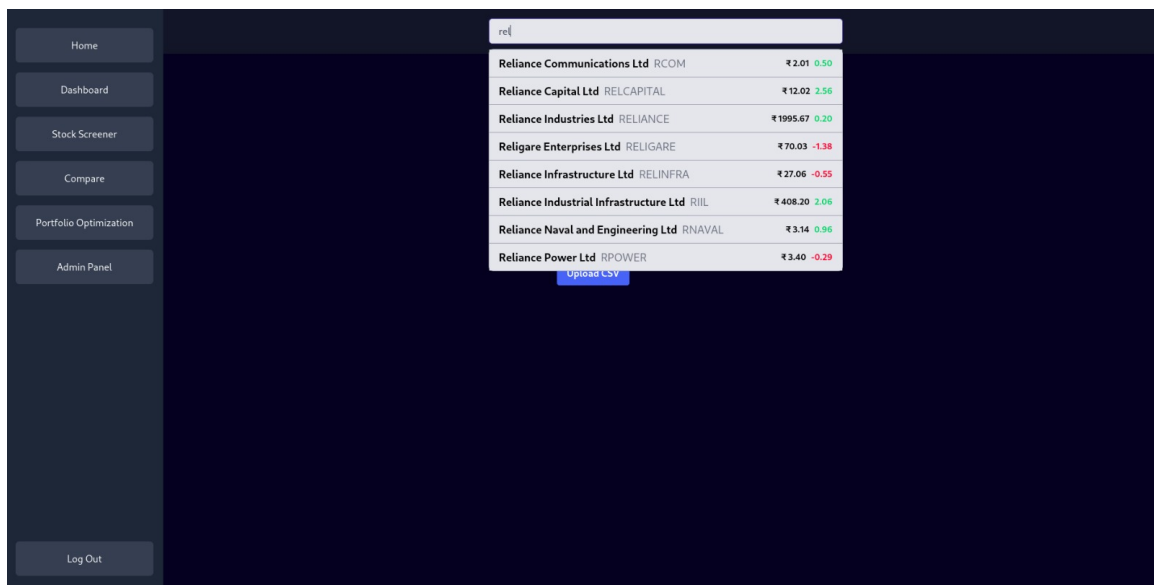 Home
Dashboard
Stock Screener
Compare
Portfolio Optimization
Admin Panel
Log Out
rel
Reliance Communications Ltd RCOM ₹2.01 0.50
Reliance Capital Ltd RELCAPITAL ₹12.02 2.56
Reliance Industries Ltd RELIANCE ₹1995.67 0.20
Religare Enterprises Ltd RELIGARE ₹70.03 -1.38
Reliance Infrastructure Ltd RELINFRA ₹27.06 -0.55
Reliance Industrial Infrastructure Ltd RIIL ₹408.20 2.06
Reliance Naval and Engineering Ltd RNAVAL ₹3.14 0.96
Reliance Power Ltd RPOWER ₹3.40 -0.29
Upload CSV